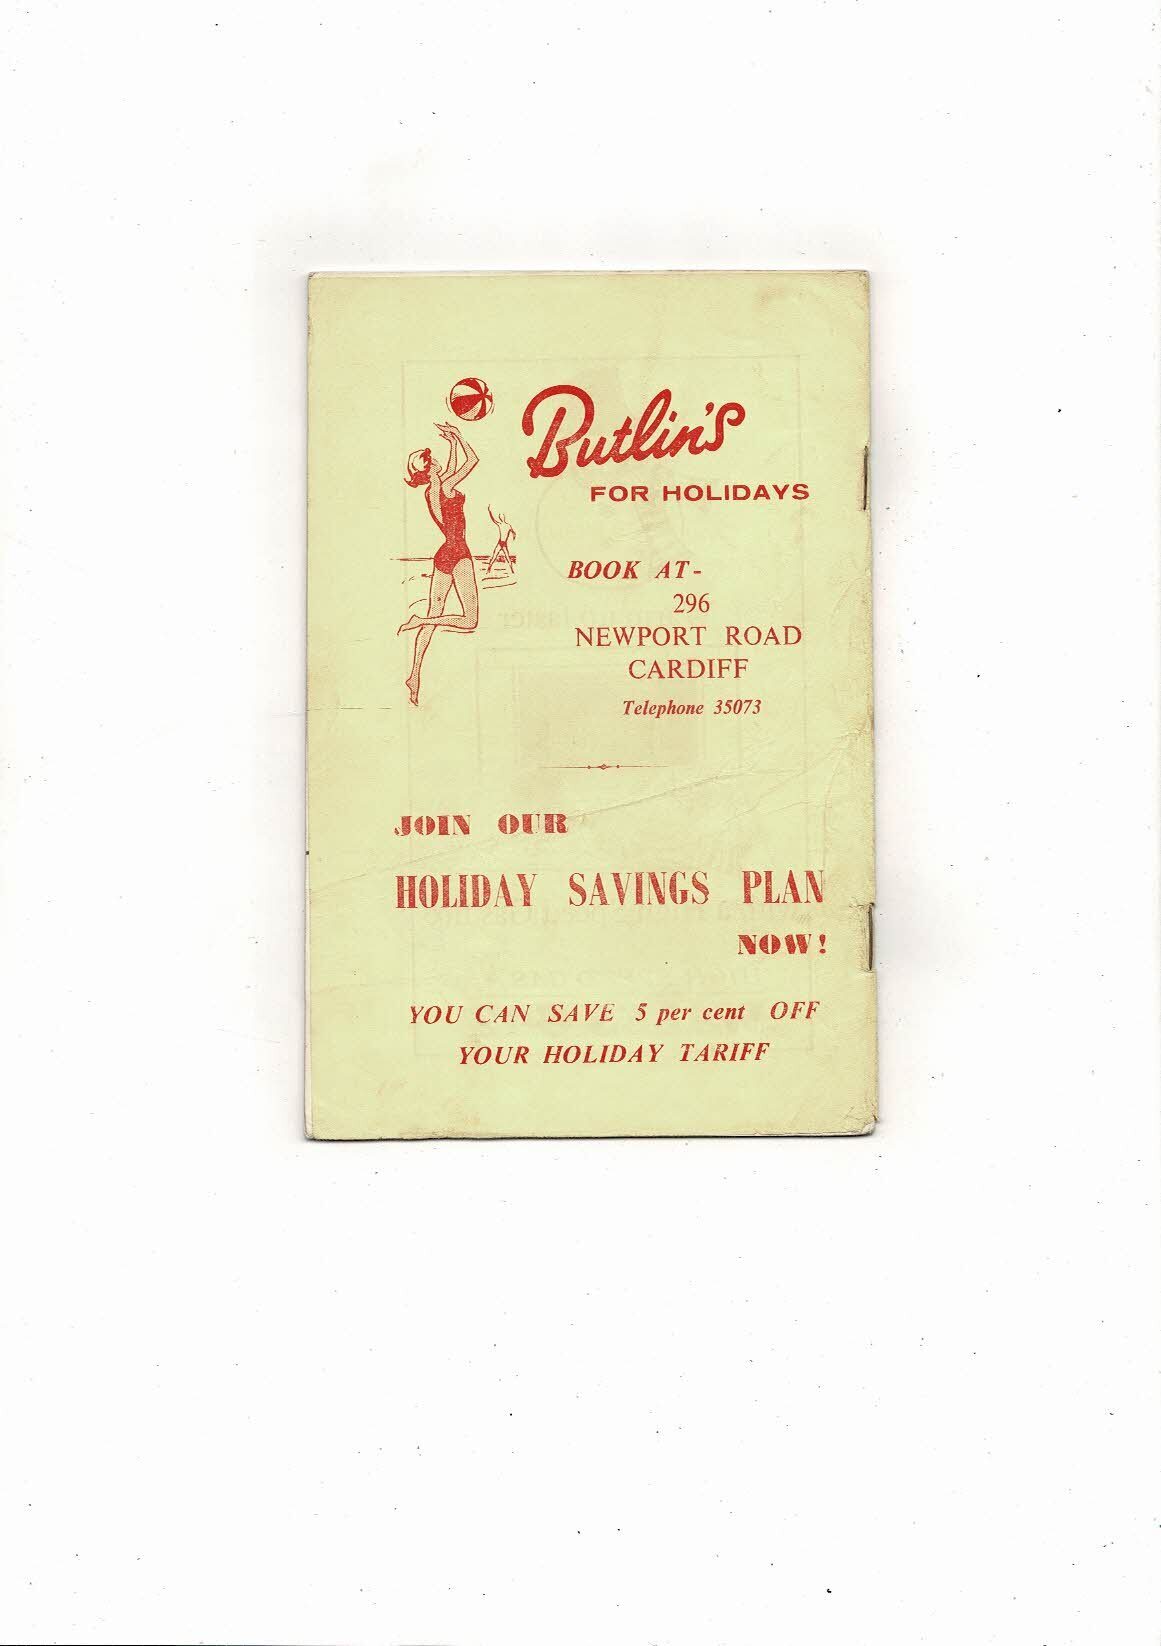 Butlin's
FOR HOLIDAYS
BOOK AT-
296
NEWPORT ROAD
CARDIFF
Telephone 35073
JOIN OUR
HOLIDAY SAVINGS PLAN
NOW!
YOU CAN SAVE 5 per cent OFF
YOUR HOLIDAY TARIFF